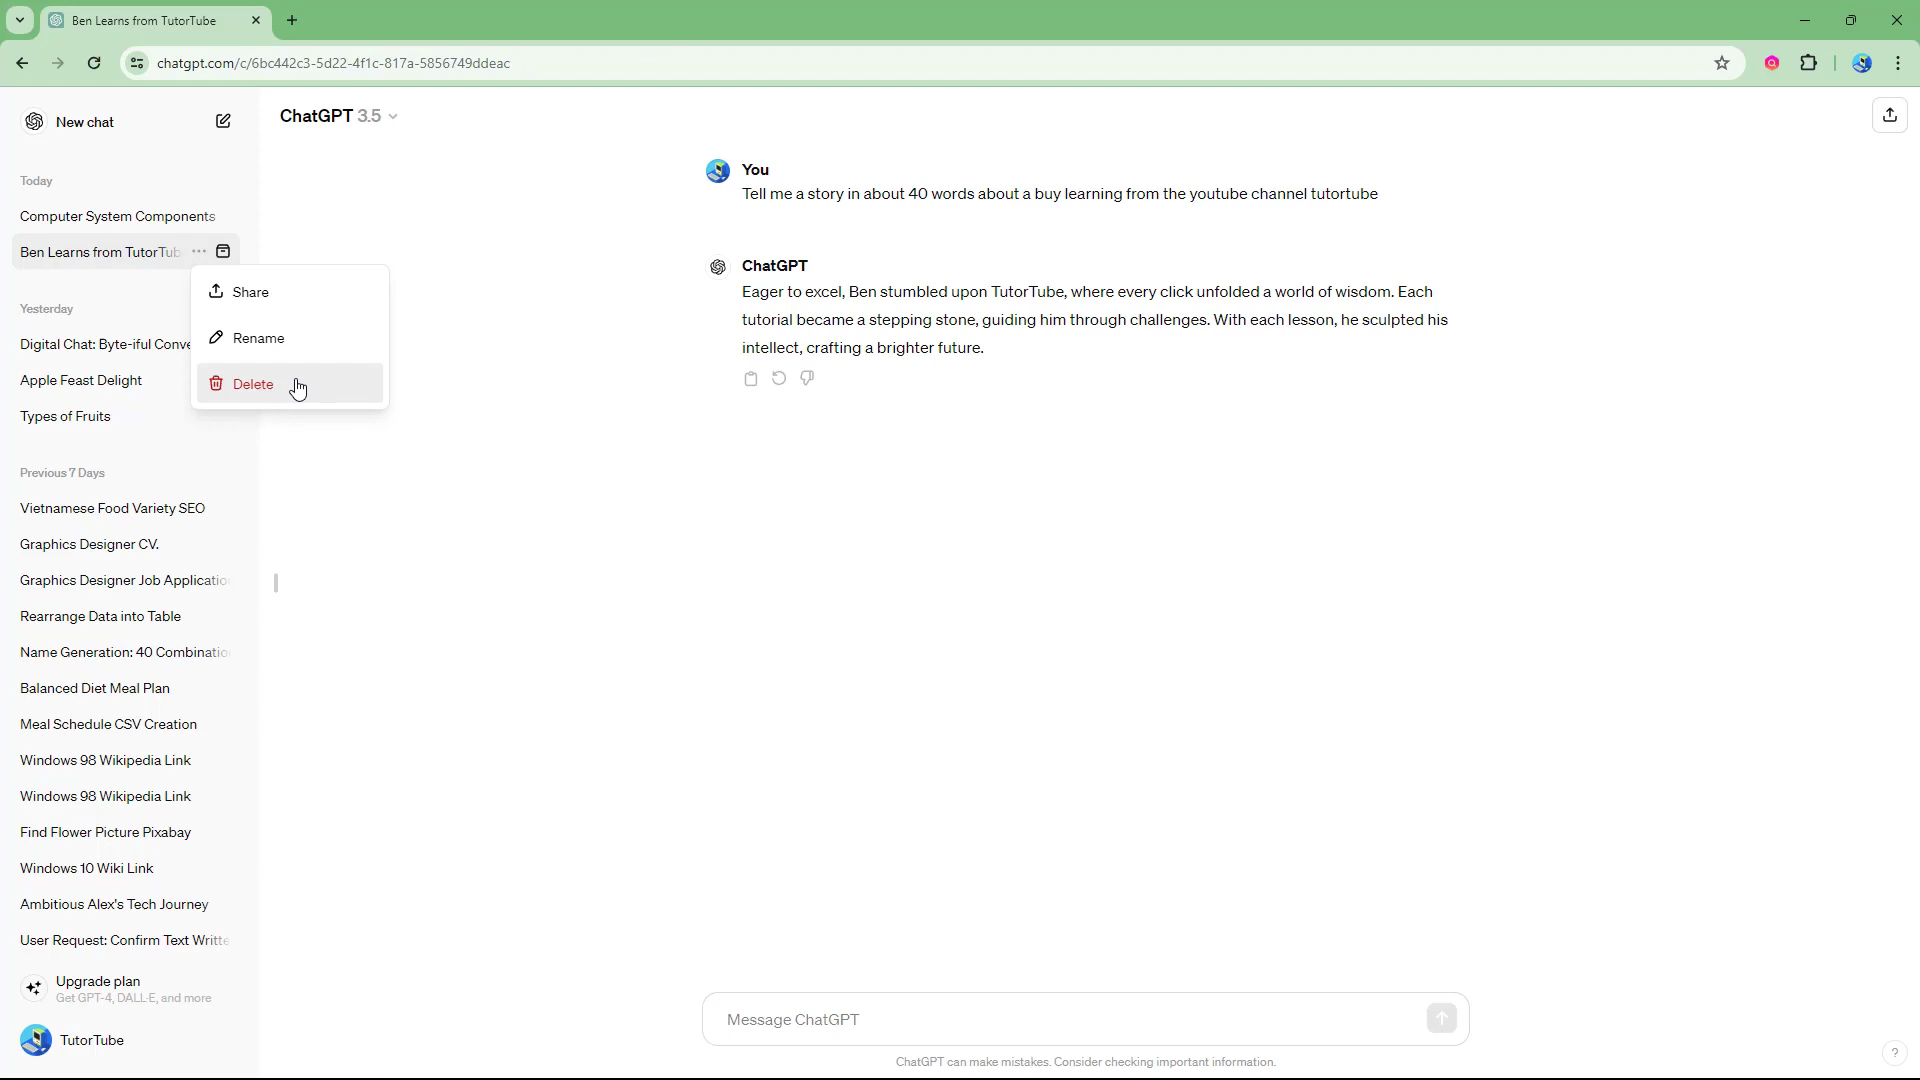 Ben Learns from TutorTube
chatgpt.com/c/6bc442c3-5d22-4f1c-817a-5856749ddeac
New chat
ChatGPT 3.5
Today
Computer System Components
Ben Learns from TutorTub
Share
Rename
Delete
Yesterday
Digital Chat: Byte-iful Conve
Apple Feast Delight
Types of Fruits
Previous 7 Days
Vietnamese Food Variety SEO
Graphics Designer CV.
Graphics Designer Job Applicatio
Rearrange Data into Table
Name Generation: 40 Combinatio
Balanced Diet Meal Plan
Meal Schedule CSV Creation
Windows 98 Wikipedia Link
Windows 98 Wikipedia Link
Find Flower Picture Pixabay
Windows 10 Wiki Link
Ambitious Alex's Tech Journey
User Request: Confirm Text Writte
Upgrade plan
Get GPT-4, DALL·E, and more
TutorTube
You
Tell me a story in about 40 words about a buy learning from the youtube channel tutortube
ChatGPT
Eager to excel, Ben stumbled upon TutorTube, where every click unfolded a world of wisdom. Each
tutorial became a stepping stone, guiding him through challenges. With each lesson, he sculpted his
intellect, crafting a brighter future.
Message ChatGPT
ChatGPT can make mistakes. Consider checking important information.
?